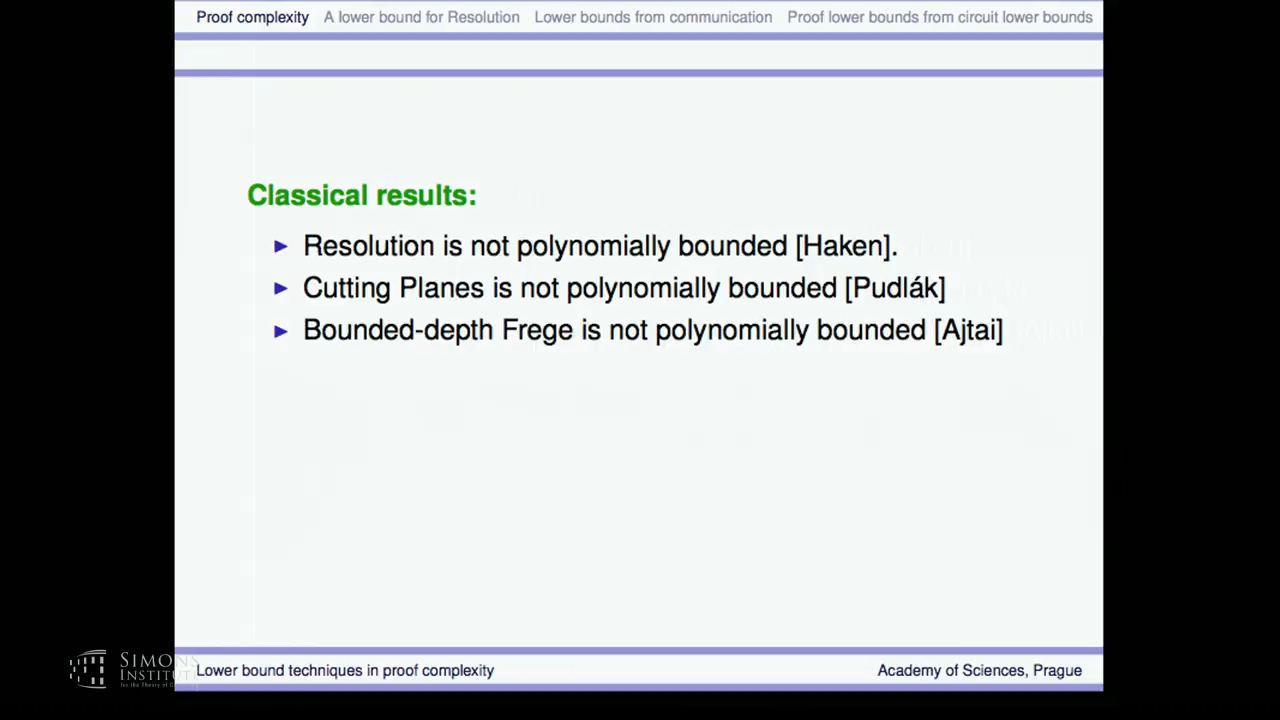 Proof complexity A lower bound for Resolution Lower bounds from communication Proof lower bounds from circuit lower bounds
Classical results:
Resolution is not polynomially bounded [Haken].
Cutting Planes is not polynomially bounded [Pudlák]
Bounded-depth Frege is not polynomially bounded [Ajtai]
SIMONS
INSTITUTE
Lower bound techniques in proof complexity Academy of Sciences, Prague